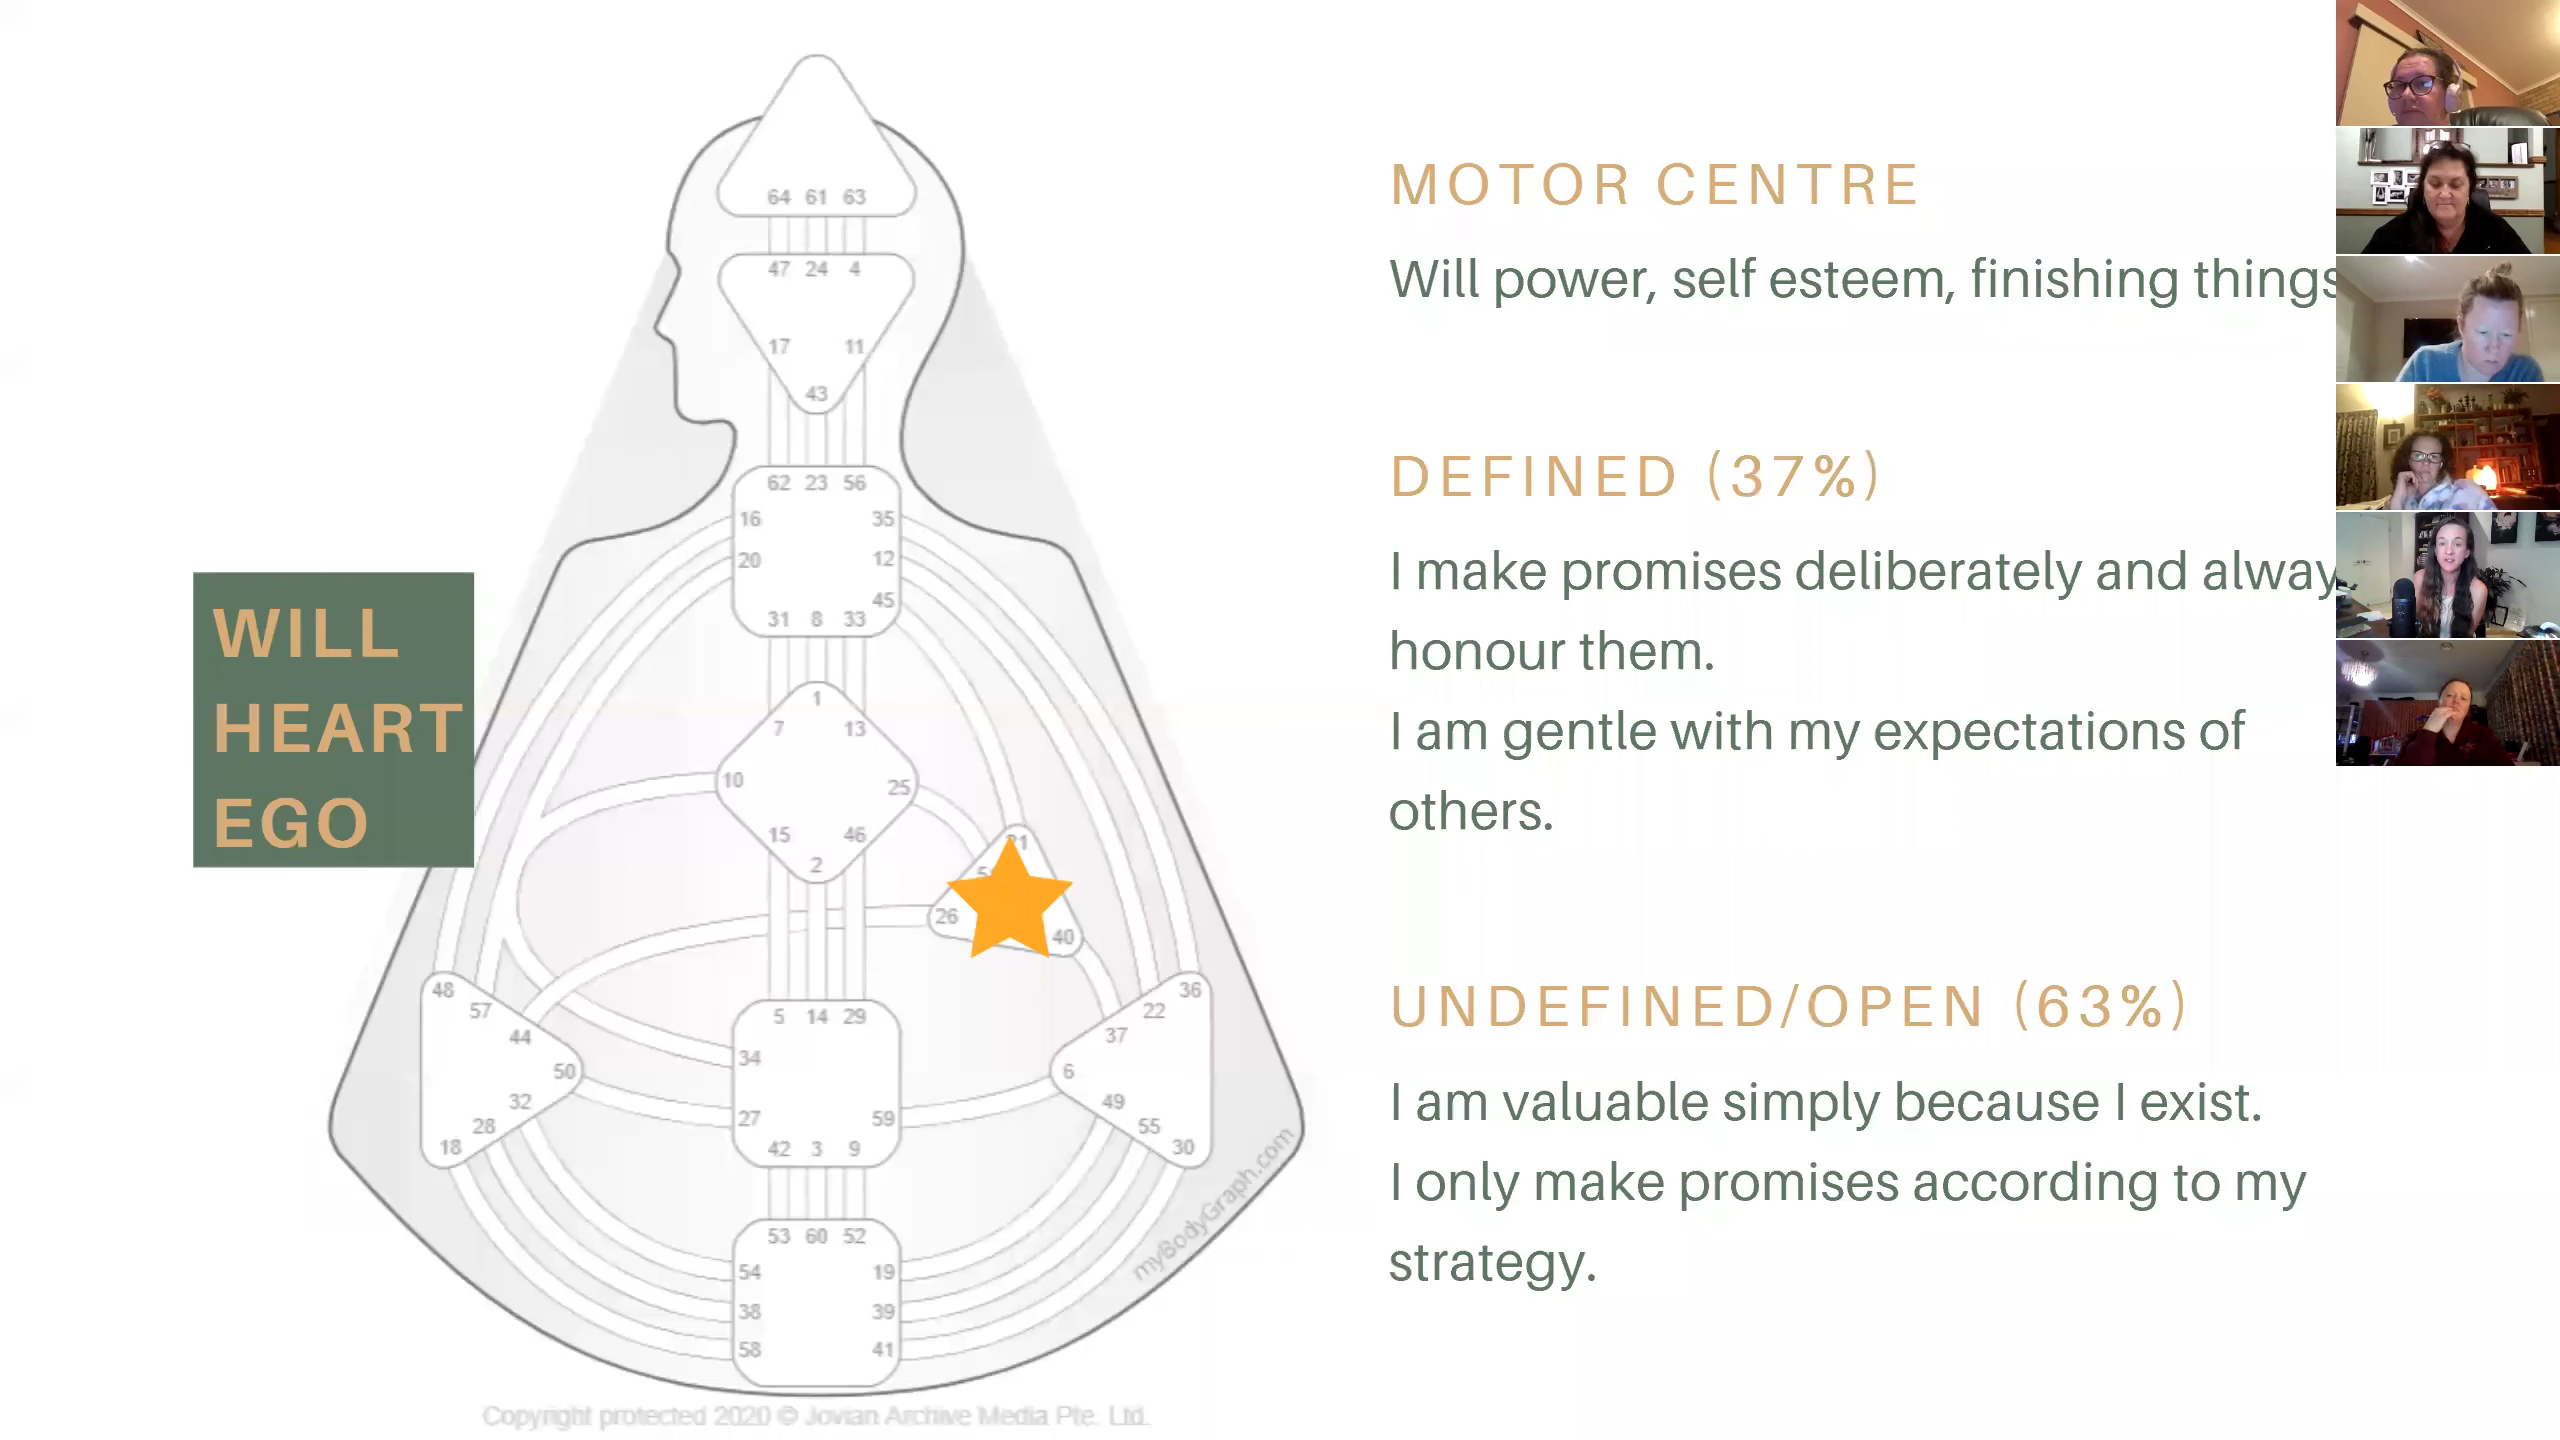 64 61 63
47 24 4
17 11
43
62 23 56
16 35
20 12
45
31 8 33
1
7 13
10 25
15 46
2
26
40
48
57
44
50
32
28
18
36
22
37
6
49
55
30
5 14 29
34
27 59
42 3 9
53 60 52
54 19
38 39
58 41
myBodyGraph.com
Copyright protected 2020 © Jovian Archive Media Pte. Ltd.
WILL
HEART
EGO
MOTOR CENTRE
Will power, self esteem, finishing things
DEFINED (37%)
I make promises deliberately and alway
honour them.
I am gentle with my expectations of
others.
UNDEFINED/OPEN (63%)
I am valuable simply because I exist.
I only make promises according to my
strategy.